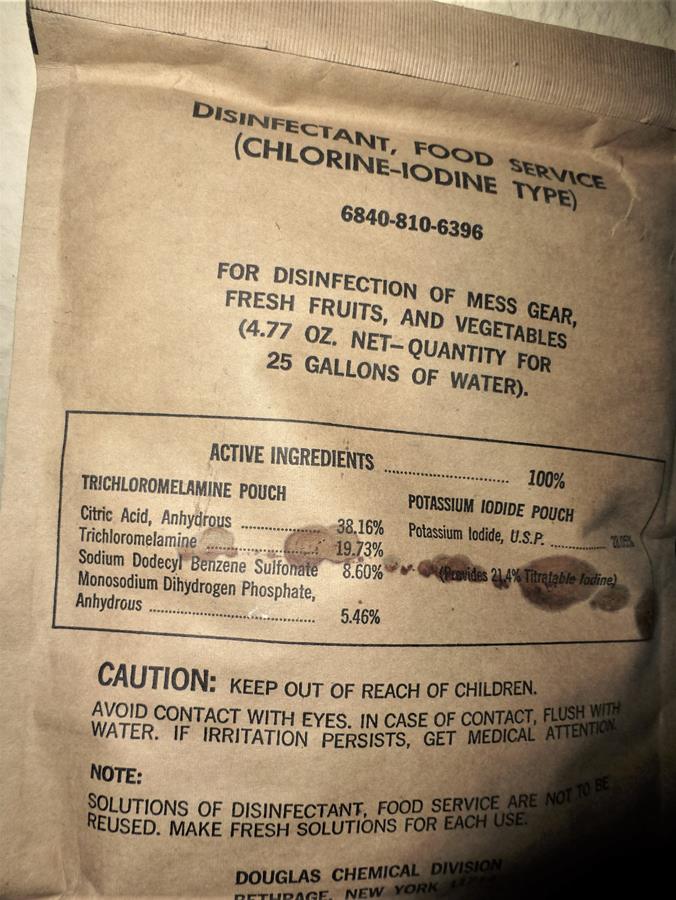 DISINFECTANT, FOOD SERVICE
(CHLORINE-IODINE TYPE)
6840-810-6396
FOR DISINFECTION OF MESS GEAR,
FRESH FRUITS, AND VEGETABLES
(4.77 OZ. NET—QUANTITY FOR
25 GALLONS OF WATER).
ACTIVE INGREDIENTS .............................. 100%
TRICHLOROMELAMINE POUCH
Citric Acid, Anhydrous .................... 38.16%
Trichloromelamine ........................... 19.73%
Sodium Dodecyl Benzene Sulfonate 8.60%
Monosodium Dihydrogen Phosphate,
Anhydrous ........................................ 5.46%
POTASSIUM IODIDE POUCH
Potassium Iodide, U.S.P. ..............
(Provides 21.4% Titratable Iodine)
CAUTION: KEEP OUT OF REACH OF CHILDREN.
AVOID CONTACT WITH EYES. IN CASE OF CONTACT, FLUSH WITH
WATER. IF IRRITATION PERSISTS, GET MEDICAL ATTENTION.
NOTE:
SOLUTIONS OF DISINFECTANT, FOOD SERVICE ARE NOT TO BE
REUSED. MAKE FRESH SOLUTIONS FOR EACH USE.
DOUGLAS CHEMICAL DIVISION
BETHPAGE, NEW YORK